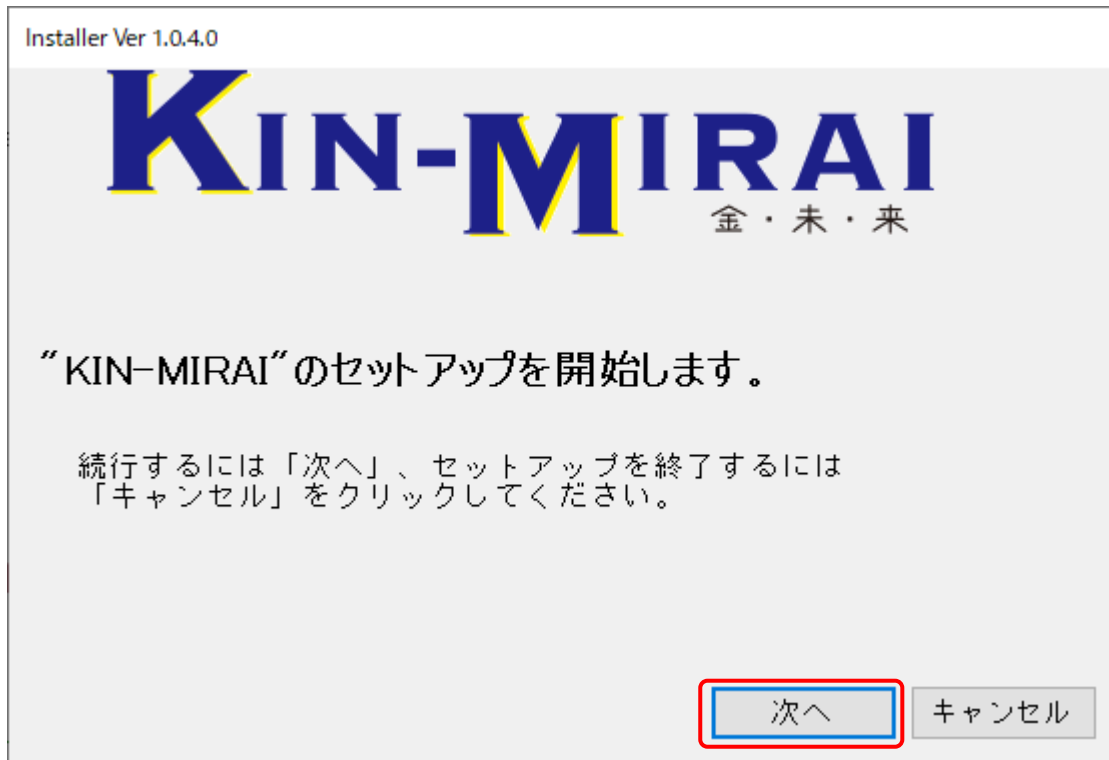 Installer Ver 1.0.4.0
KIN-MIRAI
金・未・来
"KIN-MIRAI"のセットアップを開始します。
続行するには「次へ」、セットアップを終了するには
「キャンセル」をクリックしてください。
次へ キャンセル